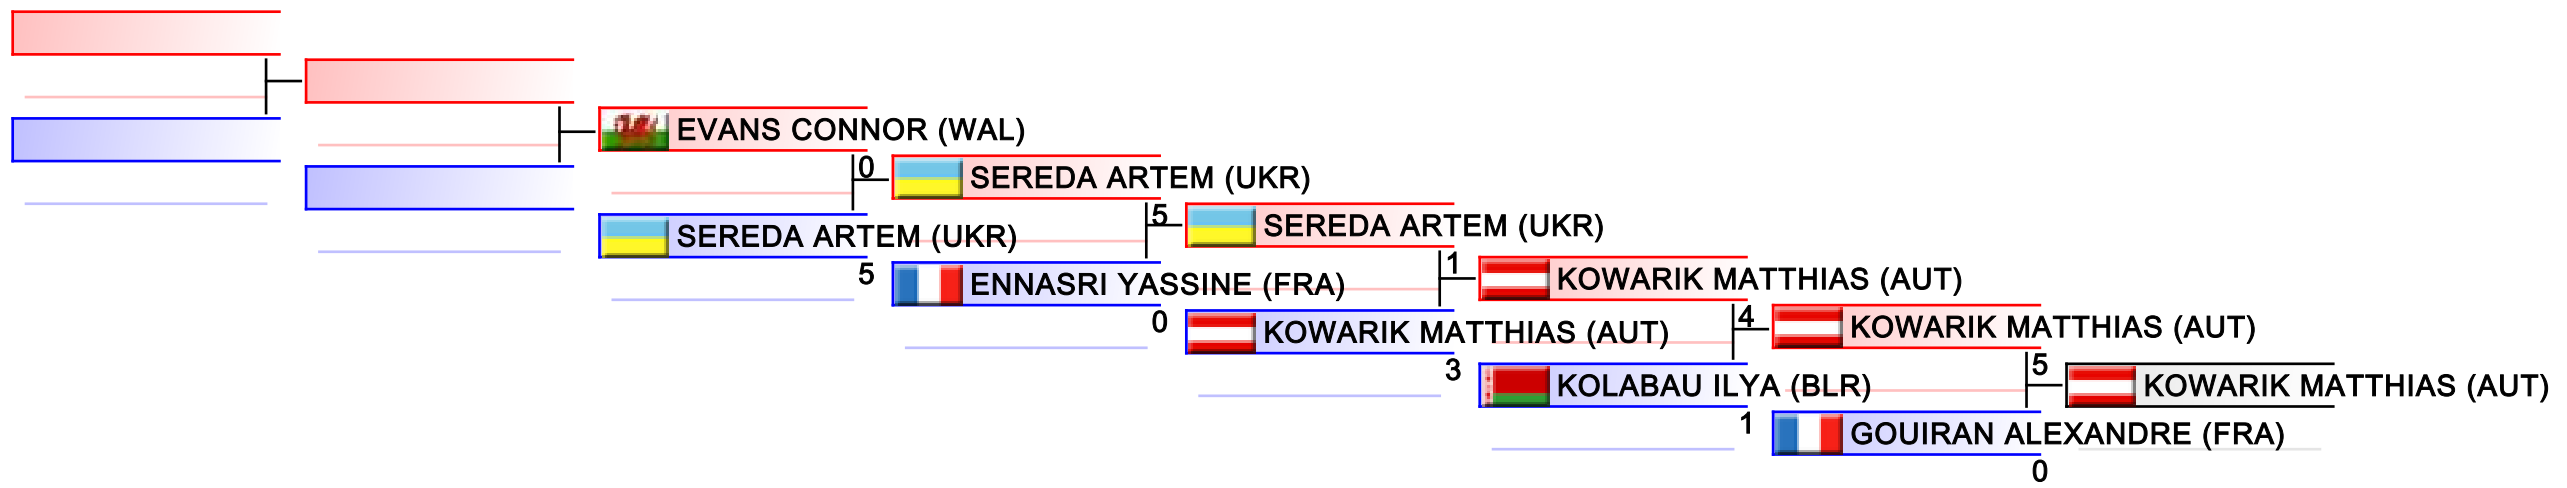 EVANS CONNOR (WAL)
0
SEREDA ARTEM (UKR)
5
SEREDA ARTEM (UKR)
5
ENNASRI YASSINE (FRA)
0
SEREDA ARTEM (UKR)
1
KOWARIK MATTHIAS (AUT)
3
KOWARIK MATTHIAS (AUT)
4
KOLABAU ILYA (BLR)
1
KOWARIK MATTHIAS (AUT)
5
GOUIRAN ALEXANDRE (FRA)
0
KOWARIK MATTHIAS (AUT)